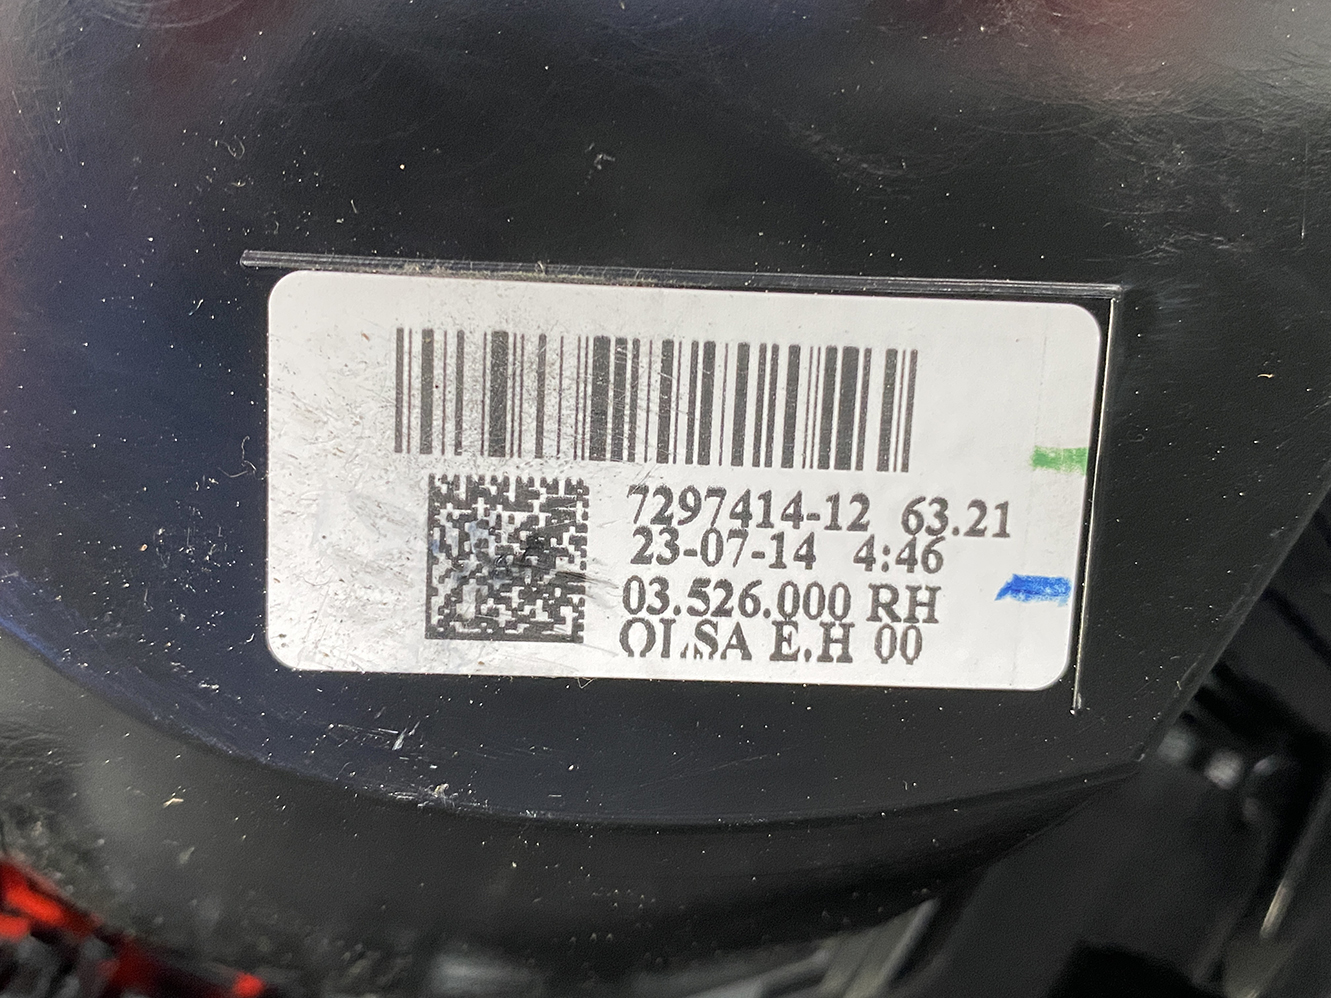 7297414-12 63.21
23-07-14 4:46
03.526.000 RH
OLSA E.H 00